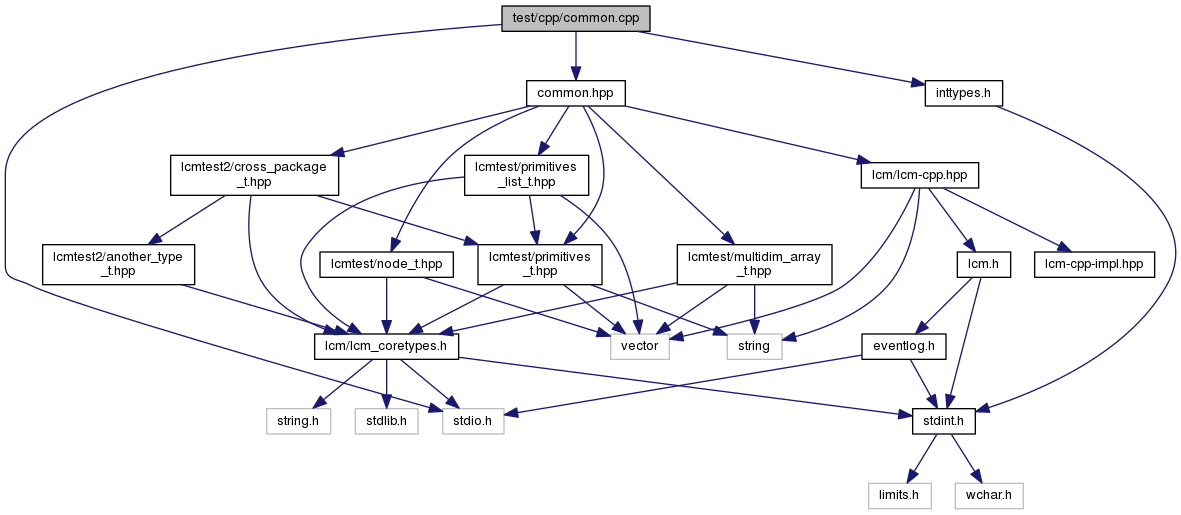 test/cpp/common.cpp
common.hpp
inttypes.h
lcmtest2/cross_package
_t.hpp
lcmtest/primitives
_list_t.hpp
lcm/lcm-cpp.hpp
lcmtest2/another_type
_t.hpp
lcmtest/node_t.hpp
lcmtest/primitives
_t.hpp
lcmtest/multidim_array
_t.hpp
lcm.h
lcm-cpp-impl.hpp
lcm/lcm_coretypes.h
vector
string
eventlog.h
string.h
stdlib.h
stdio.h
stdint.h
limits.h
wchar.h